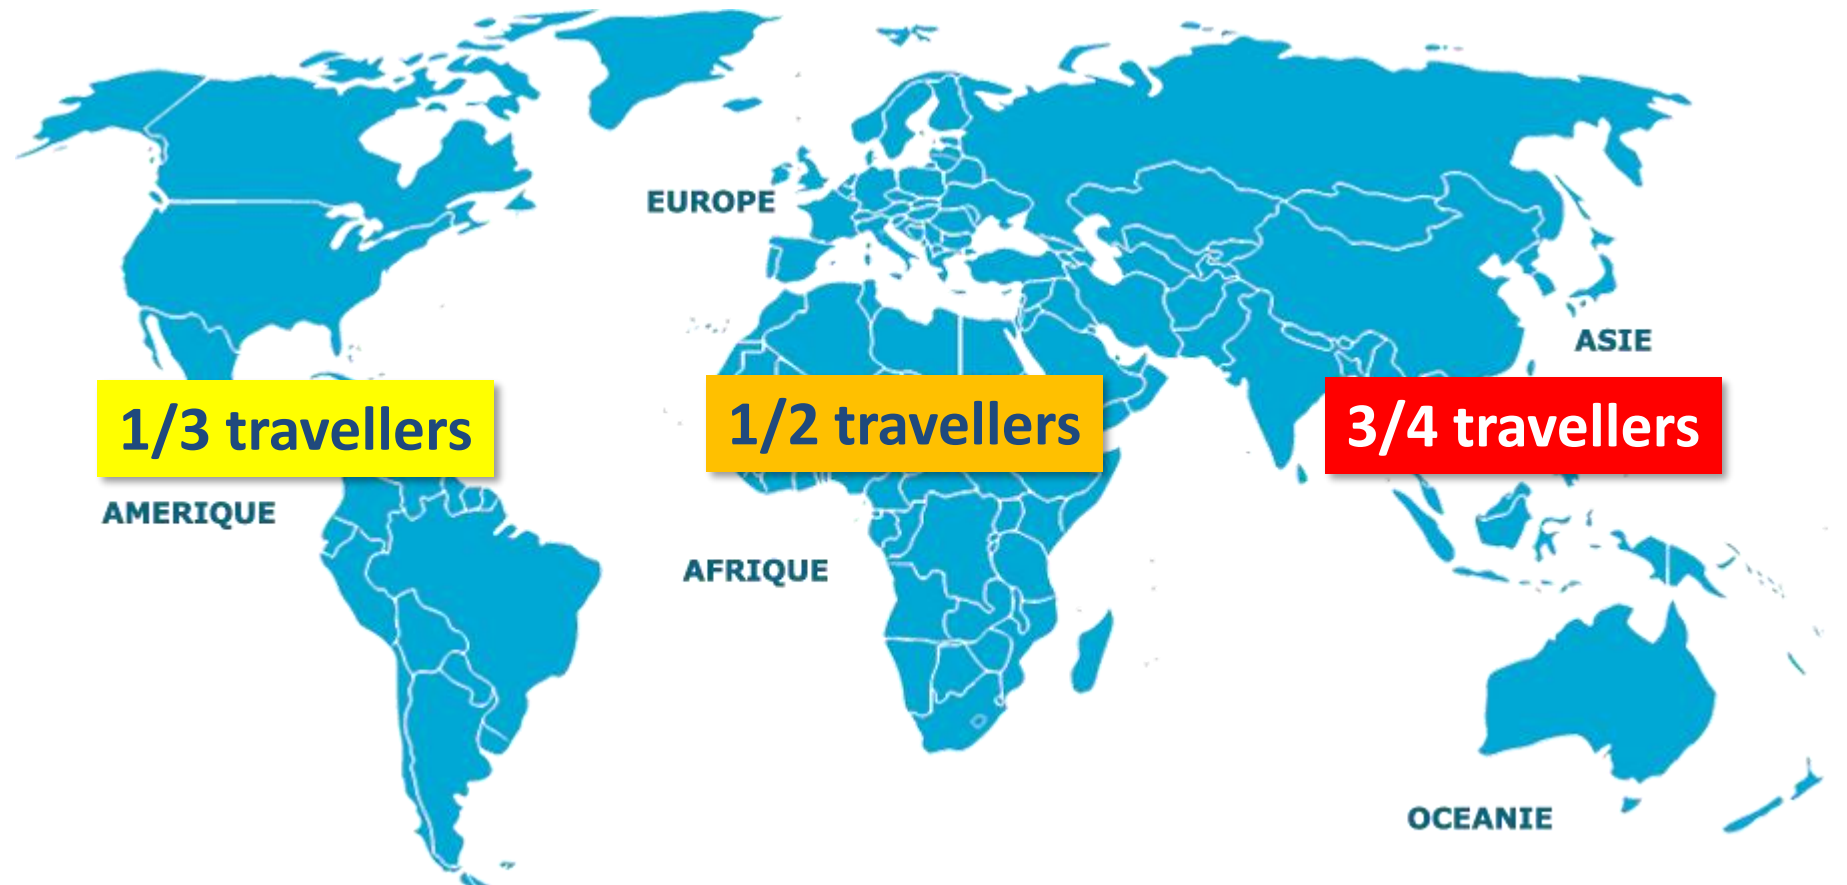 EUROPE
ASIE
1/3 travellers
1/2 travellers
3/4 travellers
AMERIQUE
AFRIQUE
OCEANIE